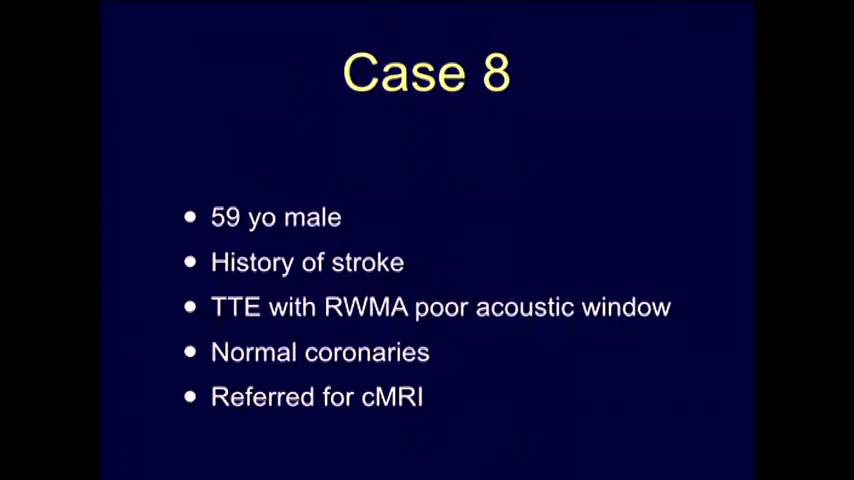 Case 8
• 59 yo male
• History of stroke
• TTE with RWMA poor acoustic window
• Normal coronaries
• Referred for cMRI